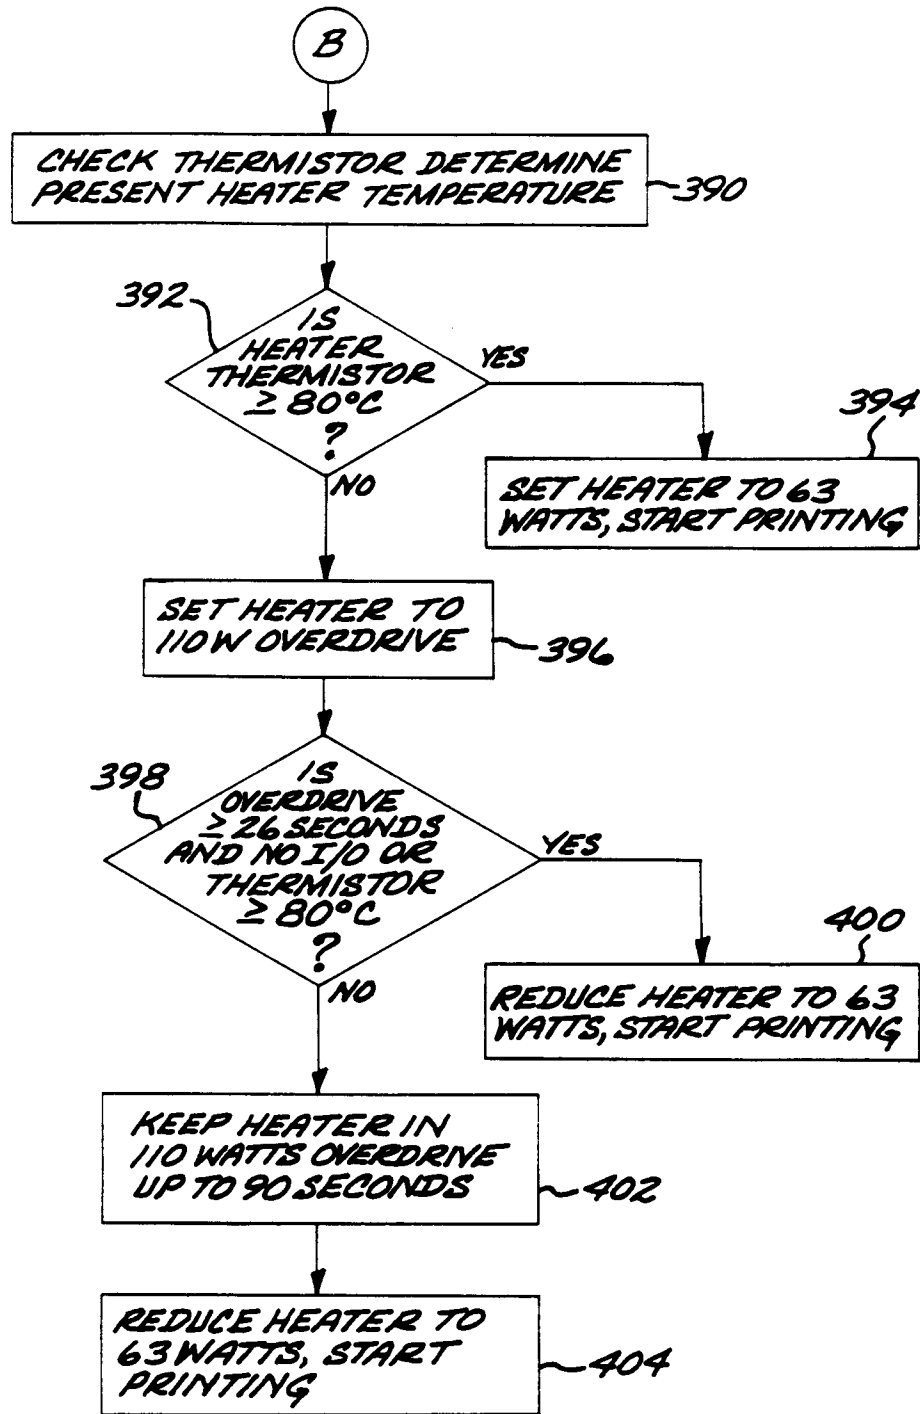 B
CHECK THERMISTOR DETERMINE
PRESENT HEATER TEMPERATURE
390
392
IS
HEATER
THERMISTOR
≥ 80°C
?
YES
NO
394
SET HEATER TO 63
WATTS, START PRINTING
SET HEATER TO
110W OVERDRIVE
396
398
IS
OVERDRIVE
≥ 26 SECONDS
AND NO I/O OR
THERMISTOR
≥ 80°C
?
YES
NO
400
REDUCE HEATER TO 63
WATTS, START PRINTING
KEEP HEATER IN
110 WATTS OVERDRIVE
UP TO 90 SECONDS
402
REDUCE HEATER TO
63 WATTS, START
PRINTING
404